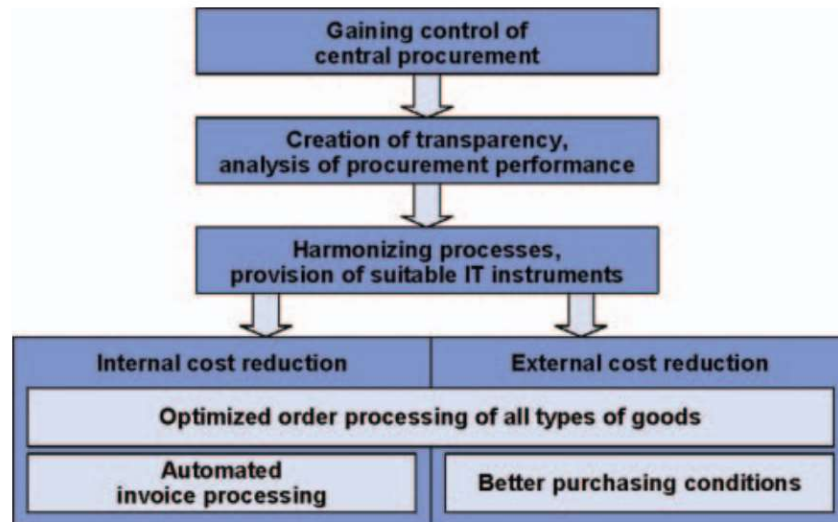 Gaining control of
central procurement
Creation of transparency,
analysis of procurement performance
Harmonizing processes,
provision of suitable IT instruments
Internal cost reduction
External cost reduction
Optimized order processing of all types of goods
Automated
invoice processing
Better purchasing conditions